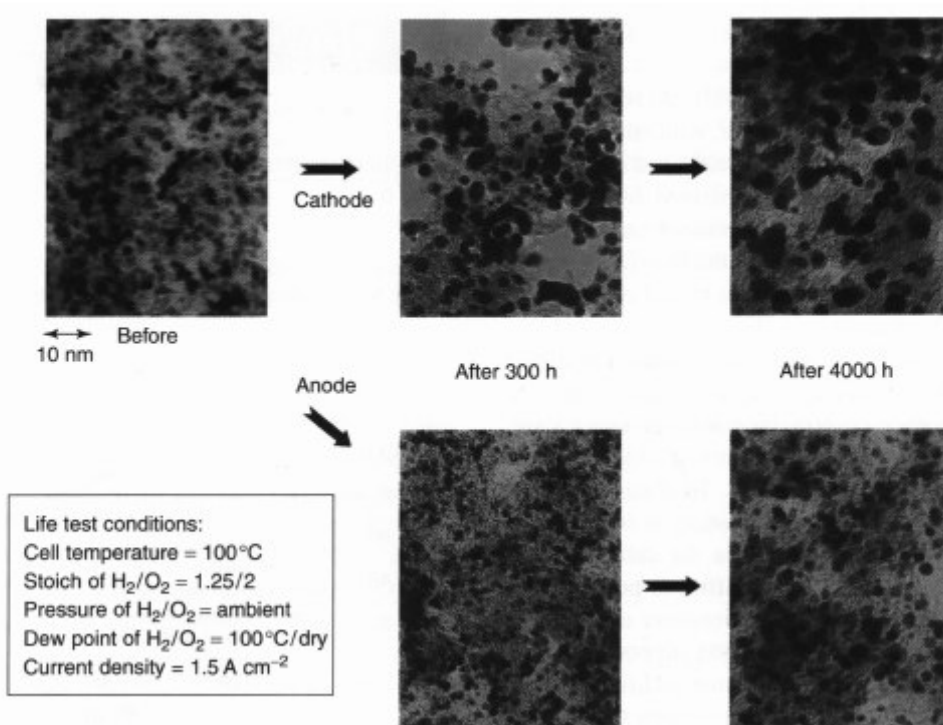 Cathode
Before
10 nm
After 300 h
After 4000 h
Anode
Life test conditions:
Cell temperature = 100°C
Stoich of H₂/O₂ = 1.25/2
Pressure of H₂/O₂ = ambient
Dew point of H₂/O₂ = 100°C/dry
Current density = 1.5 A cm⁻²